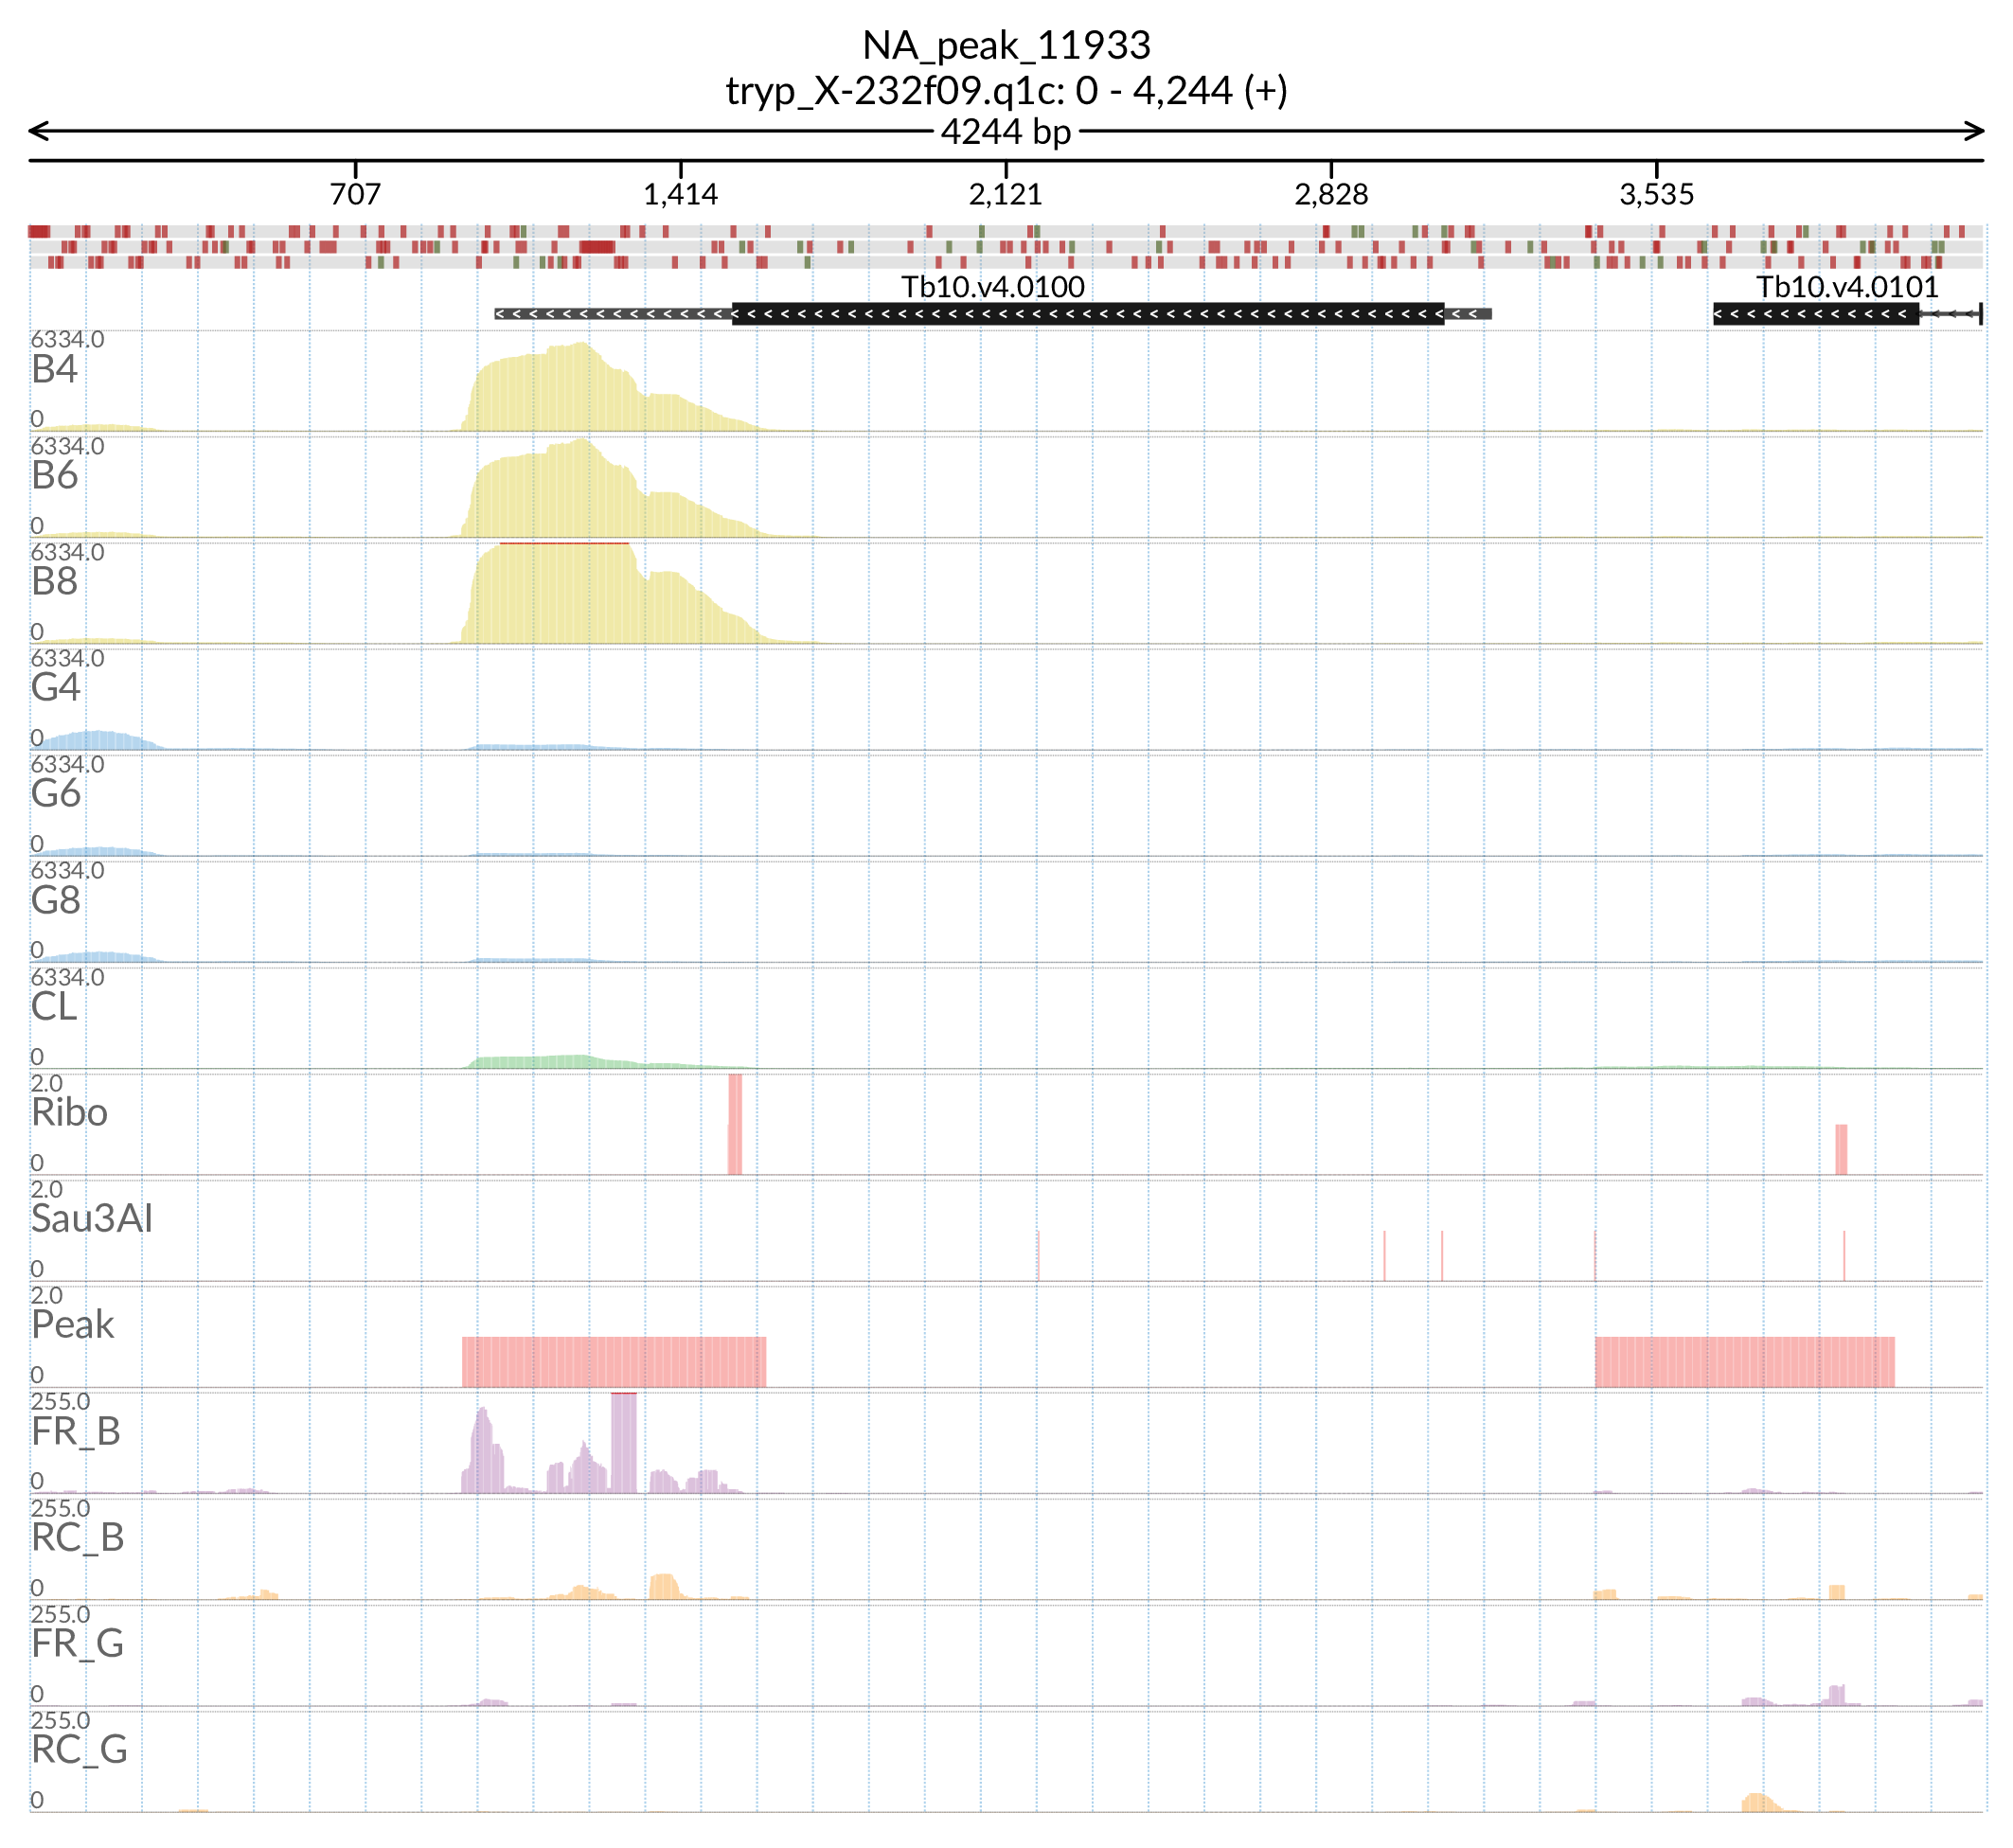 NA_peak_11933
tryp_X-232f09.q1c: 0 - 4,244 (+)
4244 bp
707 1,414 2,121 2,828 3,535
Tb10.v4.0100 Tb10.v4.0101
6334.0
B4
0
6334.0
B6
0
6334.0
B8
0
6334.0
G4
0
6334.0
G6
0
6334.0
G8
0
6334.0
CL
0
2.0
Ribo
0
2.0
Sau3AI
0
2.0
Peak
0
255.0
FR_B
0
255.0
RC_B
0
255.0
FR_G
0
255.0
RC_G
0